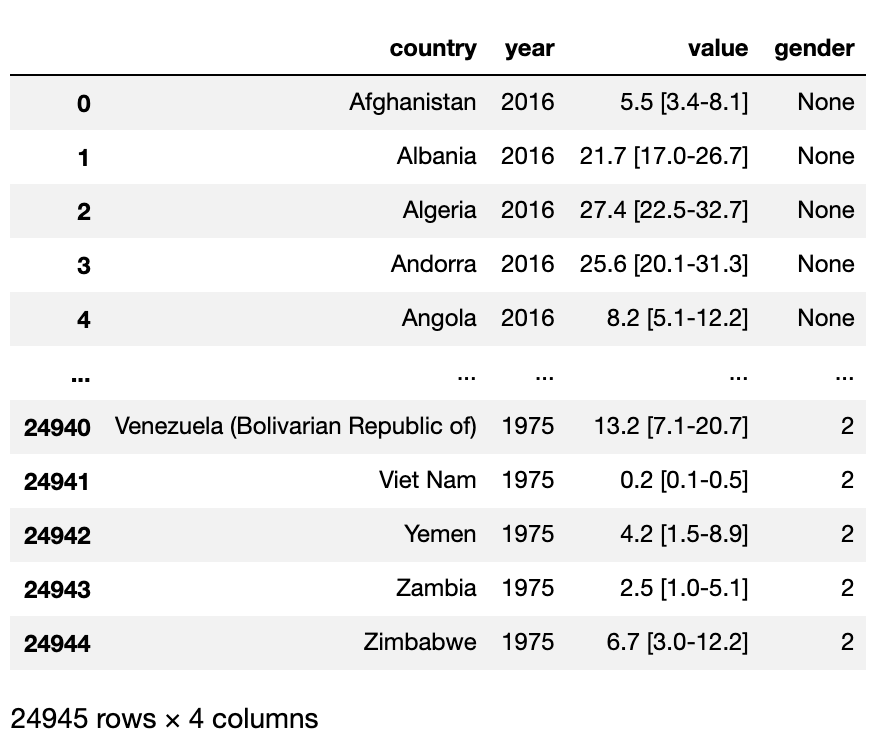 country year value gender
0 Afghanistan 2016 5.5 [3.4-8.1] None
1 Albania 2016 21.7 [17.0-26.7] None
2 Algeria 2016 27.4 [22.5-32.7] None
3 Andorra 2016 25.6 [20.1-31.3] None
4 Angola 2016 8.2 [5.1-12.2] None
... ... ... ... ...
24940 Venezuela (Bolivarian Republic of) 1975 13.2 [7.1-20.7] 2
24941 Viet Nam 1975 0.2 [0.1-0.5] 2
24942 Yemen 1975 4.2 [1.5-8.9] 2
24943 Zambia 1975 2.5 [1.0-5.1] 2
24944 Zimbabwe 1975 6.7 [3.0-12.2] 2
24945 rows × 4 columns